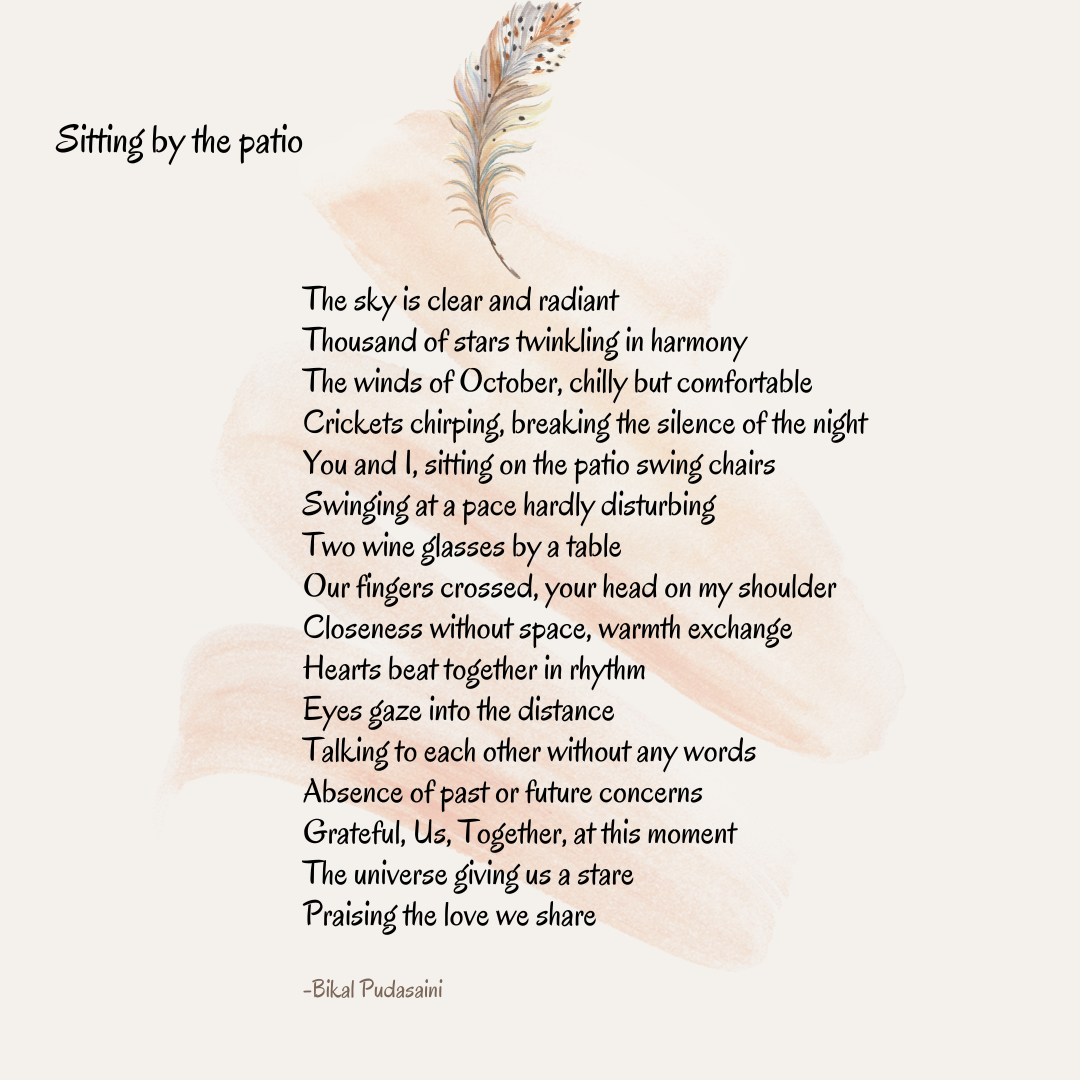 Sitting by the patio
The sky is clear and radiant
Thousand of stars twinkling in harmony
The winds of October, chilly but comfortable
Crickets chirping, breaking the silence of the night
You and I, sitting on the patio swing chairs
Swinging at a pace hardly disturbing
Two wine glasses by a table
Our fingers crossed, your head on my shoulder
Closeness without space, warmth exchange
Hearts beat together in rhythm
Eyes gaze into the distance
Talking to each other without any words
Absence of past or future concerns
Grateful, Us, Together, at this moment
The universe giving us a stare
Praising the love we share
-Bikal Pudasaini